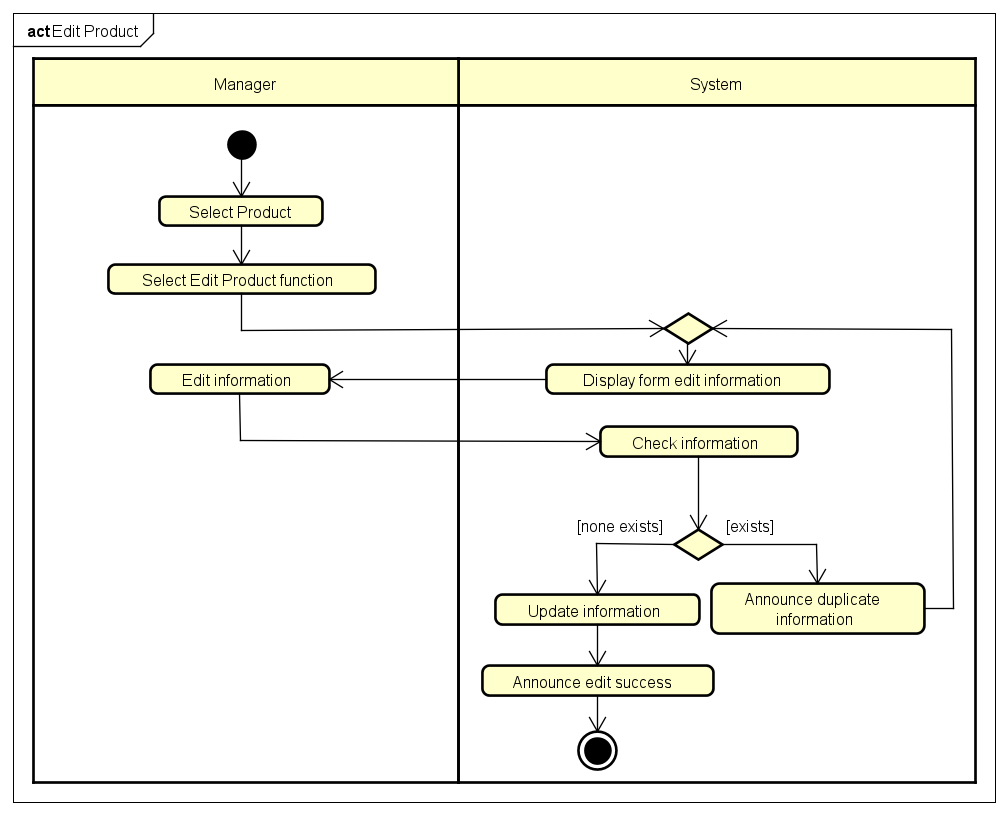 act Edit Product
Manager
System
Select Product
Select Edit Product function
Edit information
Display form edit information
Check information
[none exists]
[exists]
Update information
Announce duplicate
information
Announce edit success